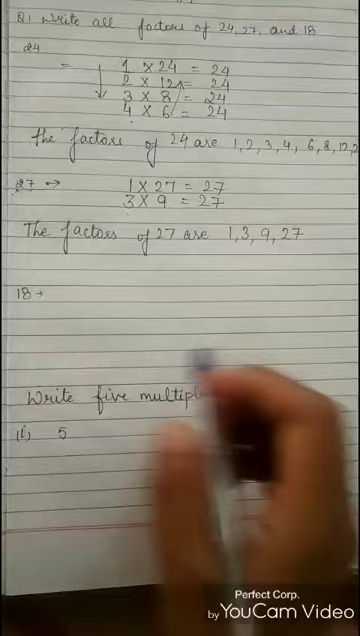 Q1 Write all factors of 24, 27, and 18
24
= 1 × 24 = 24
2 × 12 = 24
3 × 8 = 24
4 × 6 = 24
The factors of 24 are 1, 2, 3, 4, 6, 8, 12, 2
27 → 1 × 27 = 27
3 × 9 = 27
The factors of 27 are 1, 3, 9, 27
18 →
Write five multipl
(i) 5
Perfect Corp.
by YouCam Video